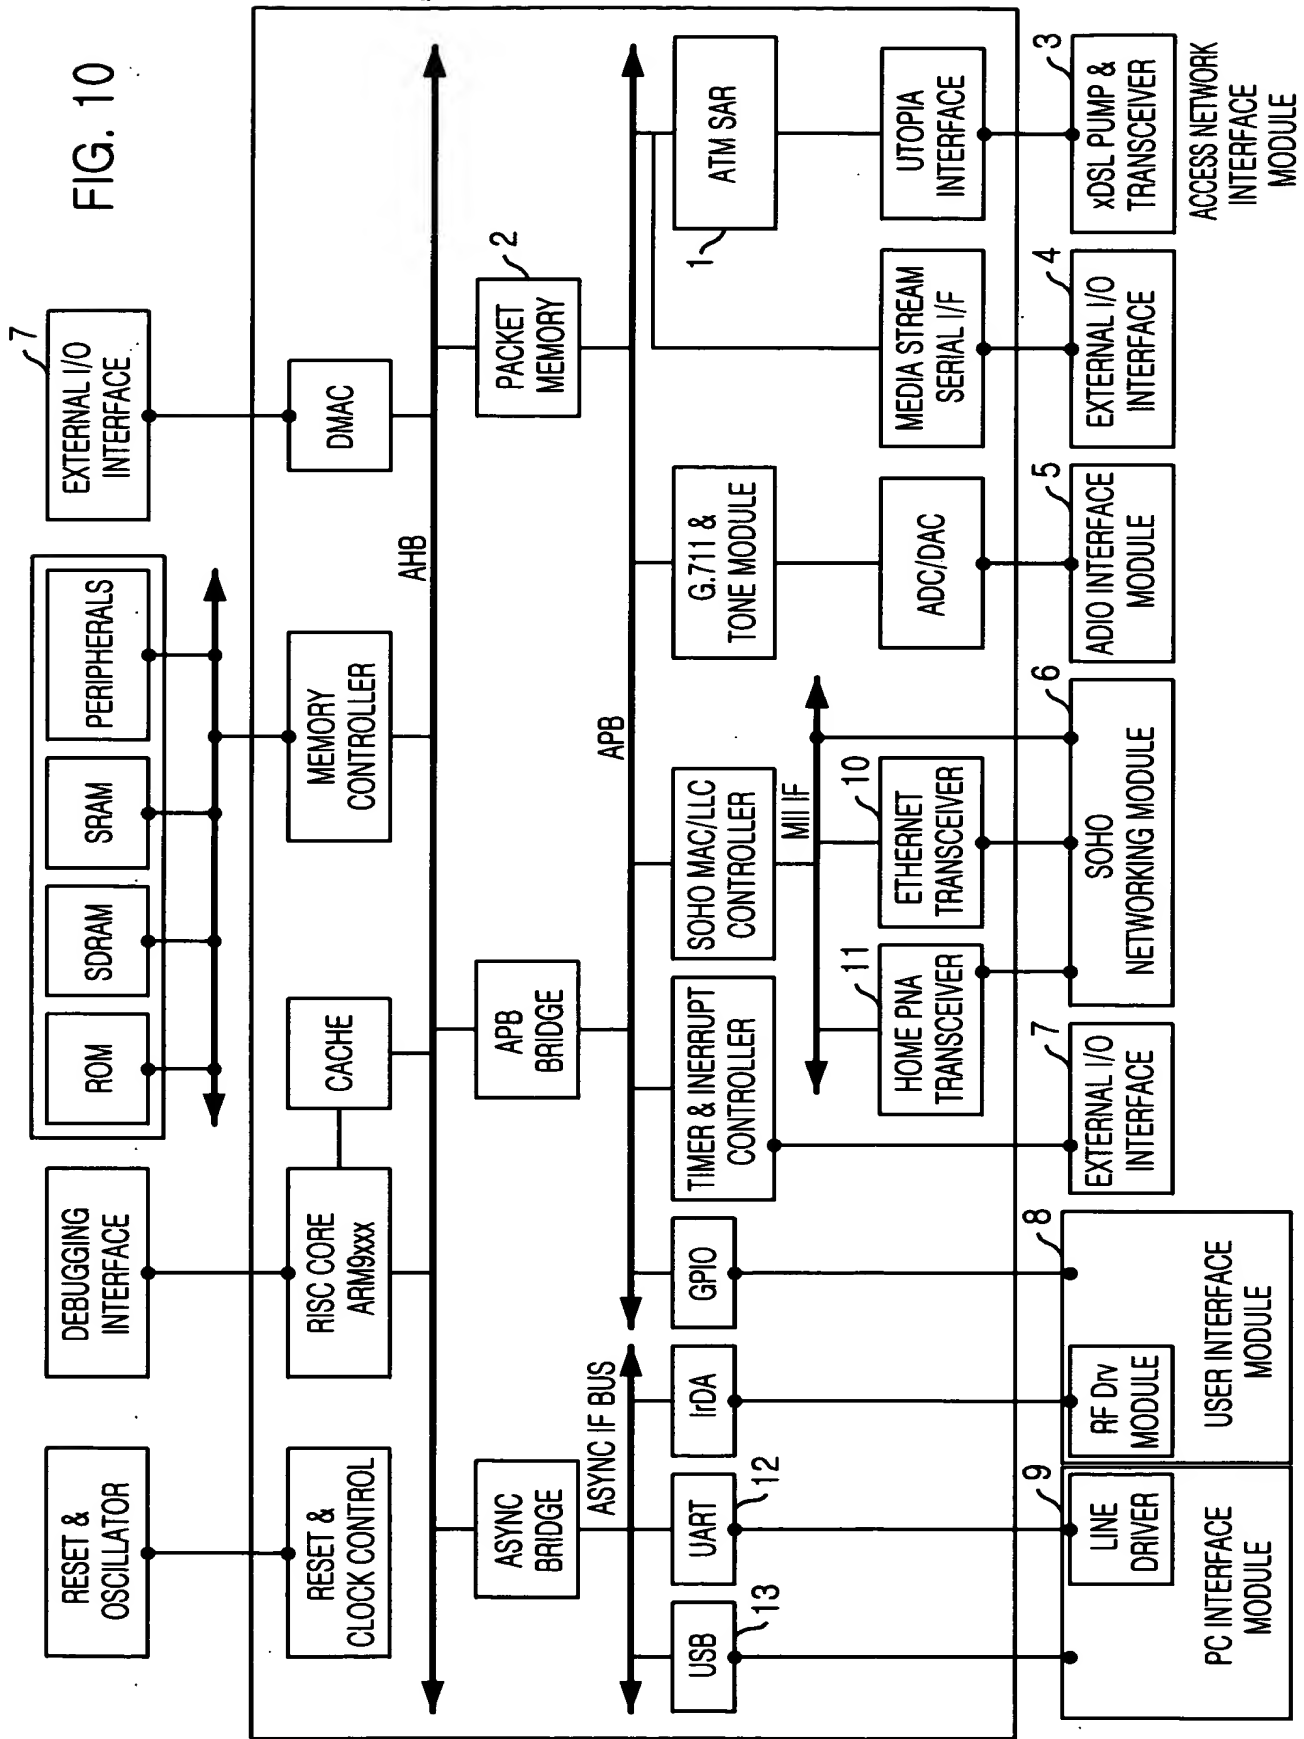 FIG. 10
RESET &
OSCILLATOR
DEBUGGING
INTERFACE
ROM
SDRAM
SRAM
PERIPHERALS
EXTERNAL I/O
INTERFACE
7
RESET &
CLOCK CONTROL
RISC CORE
ARM9xxx
CACHE
MEMORY
CONTROLLER
DMAC
AHB
ASYNC
BRIDGE
APB
BRIDGE
PACKET
MEMORY
2
ASYNC IF BUS
APB
USB
13
UART
12
IrDA
GPIO
TIMER & INERRUPT
CONTROLLER
SOHO MAC/LLC
CONTROLLER
G.711 &
TONE MODULE
ATM SAR
1
MII IF
HOME PNA
TRANSCEIVER
11
ETHERNET
TRANSCEIVER
10
ADC/DAC
MEDIA STREAM
SERIAL I/F
UTOPIA
INTERFACE
LINE
DRIVER
PC INTERFACE
MODULE
9
RF Drv
MODULE
USER INTERFACE
MODULE
8
EXTERNAL I/O
INTERFACE
7
SOHO
NETWORKING MODULE
6
ADIO INTERFACE
MODULE
5
EXTERNAL I/O
INTERFACE
4
xDSL PUMP &
TRANSCEIVER
3
ACCESS NETWORK
INTERFACE
MODULE